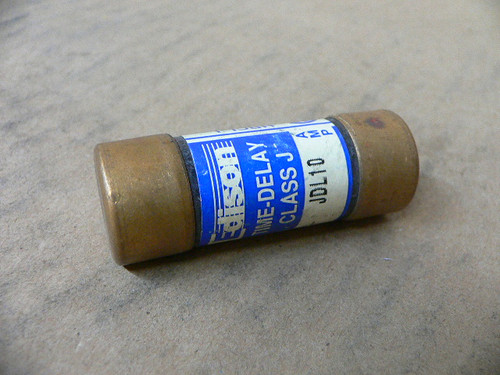 Edison
TIME-DELAY
CLASS J
AMP
JDL10